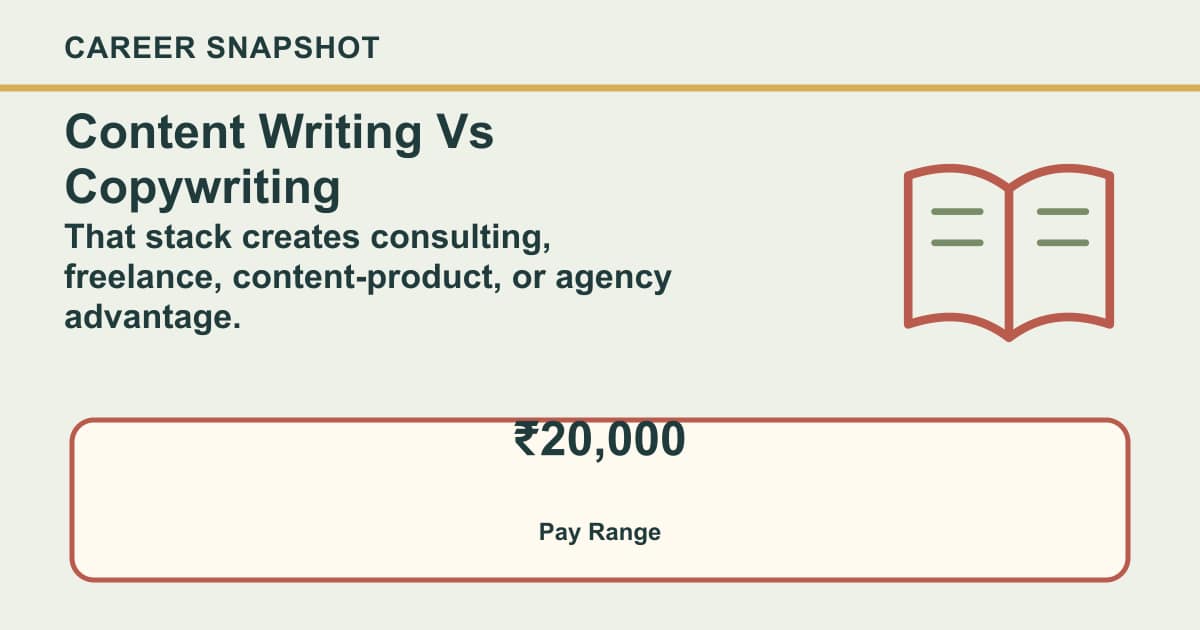 CAREER SNAPSHOT
Content Writing Vs
Copywriting
That stack creates consulting,
freelance, content-product, or agency
advantage.
₹20,000
Pay Range